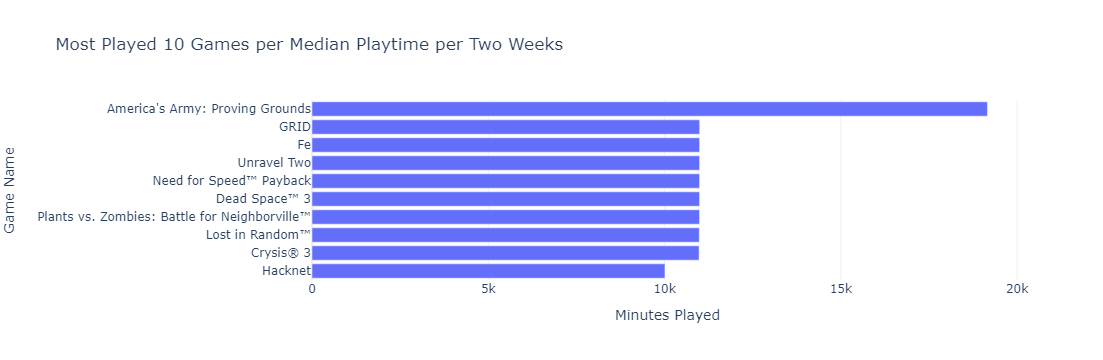 Most Played 10 Games per Median Playtime per Two Weeks
Game Name
America's Army: Proving Grounds
GRID
Fe
Unravel Two
Need for Speed™ Payback
Dead Space™ 3
Plants vs. Zombies: Battle for Neighborville™
Lost in Random™
Crysis® 3
Hacknet
0 5k 10k 15k 20k
Minutes Played